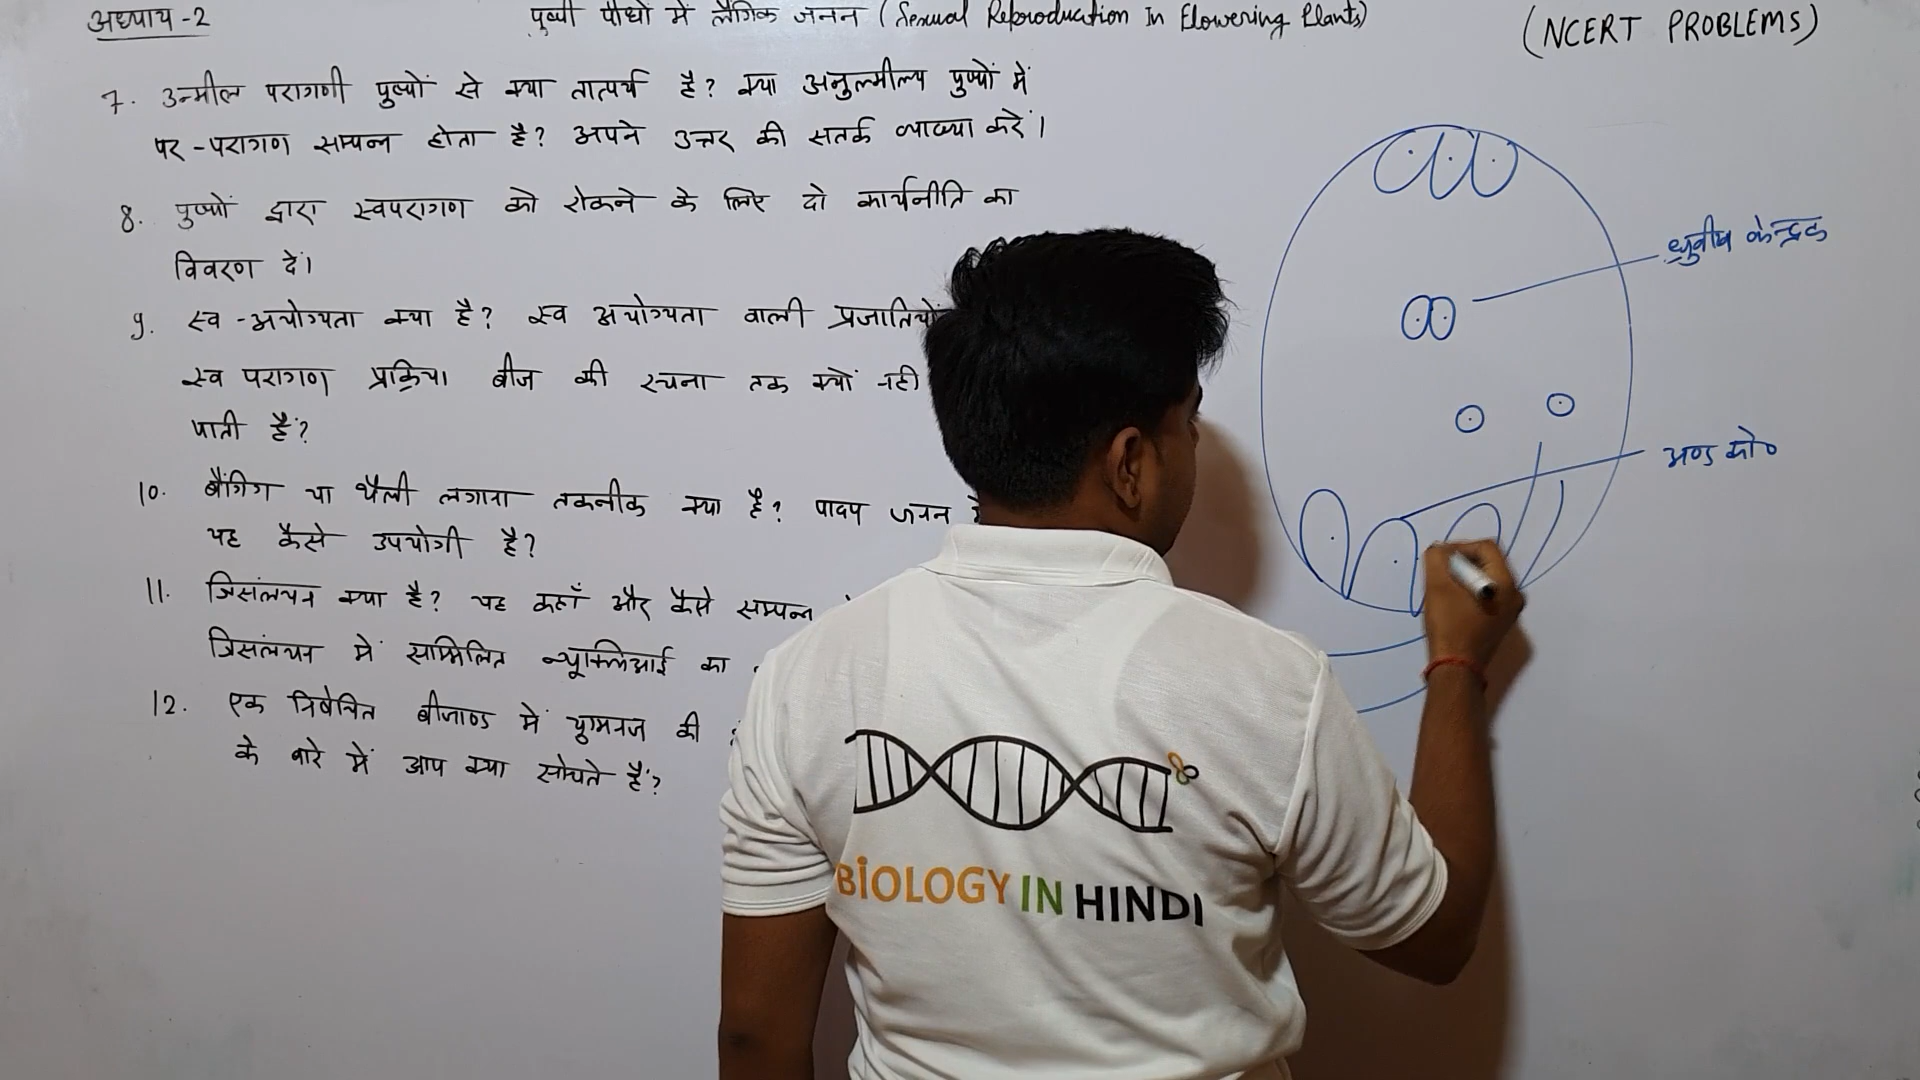 अध्याय -2
पुष्पी पौधों में लैंगिक जनन (Sexual Reproduction In Flowering Plants)
(NCERT PROBLEMS)
7. उन्मील परागणी पुष्पों से क्या तात्पर्य है? क्या अनुन्मील्य पुष्पों में
पर-परागण सम्पन्न होता है? अपने उत्तर की सतर्क व्याख्या करें।
8. पुष्पों द्वारा स्वपरागण को रोकने के लिए दो कार्यनीति का
विवरण दें।
9. स्व-अयोग्यता क्या है? स्व अयोग्यता वाली प्रजातियों
स्व परागण प्रक्रिया बीज की रचना तक क्यों नही
पाती हैं?
10. बैगिंग या थैली लगाना तकनीक क्या है? पादप जनन
यह कैसे उपयोगी है?
11. त्रिसंलयन क्या है? यह कहाँ और कैसे सम्पन्न
त्रिसंलयन में सम्मिलित न्यूक्लिआई का
12. एक निषेचित बीजाण्ड में युग्मनज की
के बारे में आप क्या सोचते हैं?
ध्रुवीय केन्द्रक
अण्ड को०
BIOLOGY IN HINDI